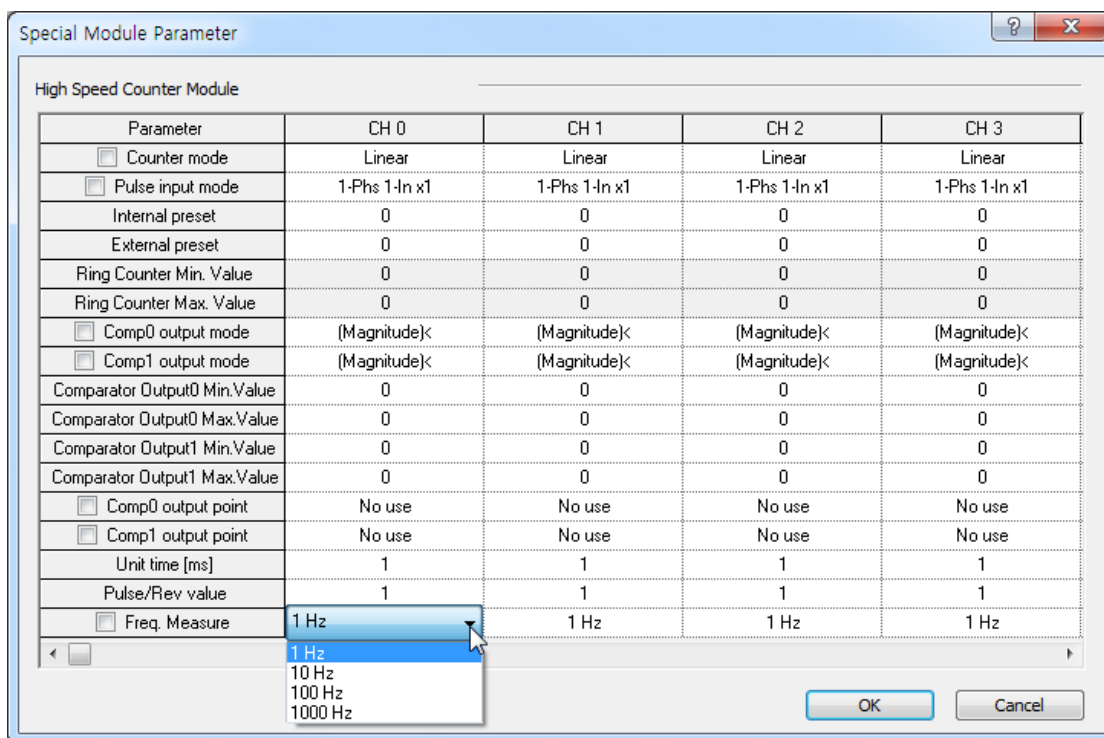 Special Module Parameter
High Speed Counter Module
Parameter CH 0 CH 1 CH 2 CH 3
Counter mode Linear Linear Linear Linear
Pulse input mode 1-Phs 1-In x1 1-Phs 1-In x1 1-Phs 1-In x1 1-Phs 1-In x1
Internal preset 0 0 0 0
External preset 0 0 0 0
Ring Counter Min. Value 0 0 0 0
Ring Counter Max. Value 0 0 0 0
Comp0 output mode (Magnitude)< (Magnitude)< (Magnitude)< (Magnitude)<
Comp1 output mode (Magnitude)< (Magnitude)< (Magnitude)< (Magnitude)<
Comparator Output0 Min.Value 0 0 0 0
Comparator Output0 Max.Value 0 0 0 0
Comparator Output1 Min.Value 0 0 0 0
Comparator Output1 Max.Value 0 0 0 0
Comp0 output point No use No use No use No use
Comp1 output point No use No use No use No use
Unit time [ms] 1 1 1 1
Pulse/Rev value 1 1 1 1
Freq. Measure 1 Hz 1 Hz 1 Hz 1 Hz
1 Hz
10 Hz
100 Hz
1000 Hz
OK Cancel